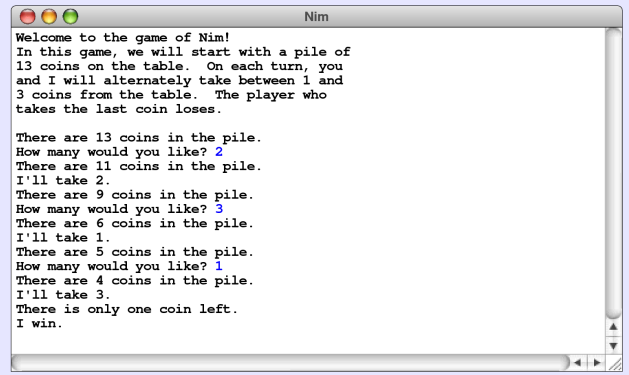 Nim
Welcome to the game of Nim!
In this game, we will start with a pile of
13 coins on the table.  On each turn, you
and I will alternately take between 1 and
3 coins from the table.  The player who
takes the last coin loses.

There are 13 coins in the pile.
How many would you like? 2
There are 11 coins in the pile.
I'll take 2.
There are 9 coins in the pile.
How many would you like? 3
There are 6 coins in the pile.
I'll take 1.
There are 5 coins in the pile.
How many would you like? 1
There are 4 coins in the pile.
I'll take 3.
There is only one coin left.
I win.